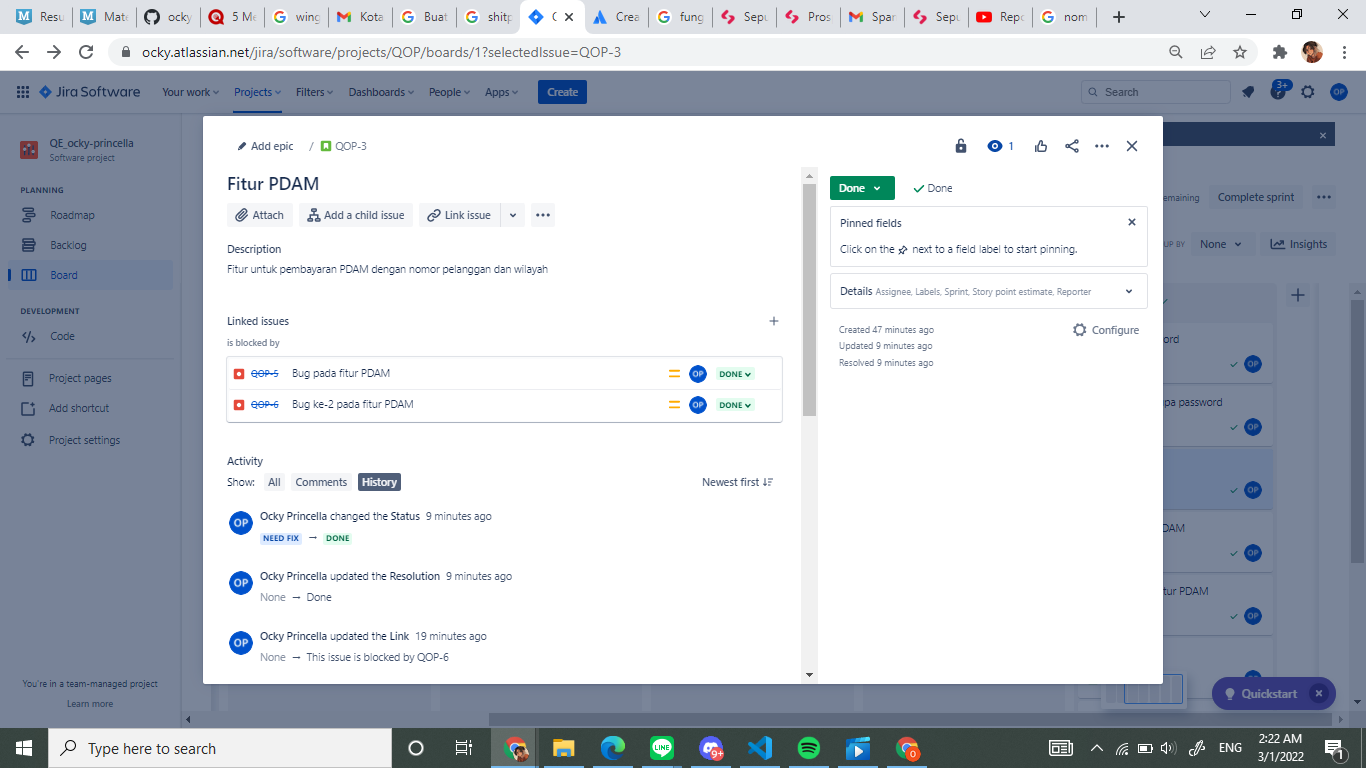 Resu
Mate
ocky
5 Me
wing
Kota
Buat
shitp
Crea
fung
Sepu
Pros
Span
Sepu
Repo
nom
ocky.atlassian.net/jira/software/projects/QOP/boards/1?selectedIssue=QOP-3
Jira Software
Your work
Projects
Filters
Dashboards
People
Apps
Create
Search
3+
OP
QE_ocky-princella
Software project
PLANNING
Roadmap
Backlog
Board
DEVELOPMENT
Code
Project pages
Add shortcut
Project settings
You're in a team-managed project
Learn more
Add epic / QOP-3
1
Fitur PDAM
Attach
Add a child issue
Link issue
Description
Fitur untuk pembayaran PDAM dengan nomor pelanggan dan wilayah
Linked issues
is blocked by
QOP-5 Bug pada fitur PDAM OP DONE
QOP-6 Bug ke-2 pada fitur PDAM OP DONE
Activity
Show: All Comments History Newest first
OP Ocky Princella changed the Status 9 minutes ago
NEED FIX → DONE
OP Ocky Princella updated the Resolution 9 minutes ago
None → Done
OP Ocky Princella updated the Link 19 minutes ago
None → This issue is blocked by QOP-6
Done
Done
Pinned fields
Click on the next to a field label to start pinning.
Details Assignee, Labels, Sprint, Story point estimate, Reporter
Created 47 minutes ago
Updated 9 minutes ago
Resolved 9 minutes ago
Configure
emaining
Complete sprint
UP BY
None
Insights
ord
OP
pa password
OP
OP
DAM
OP
tur PDAM
OP
Quickstart
Type here to search
9+
ENG
2:22 AM
3/1/2022
1